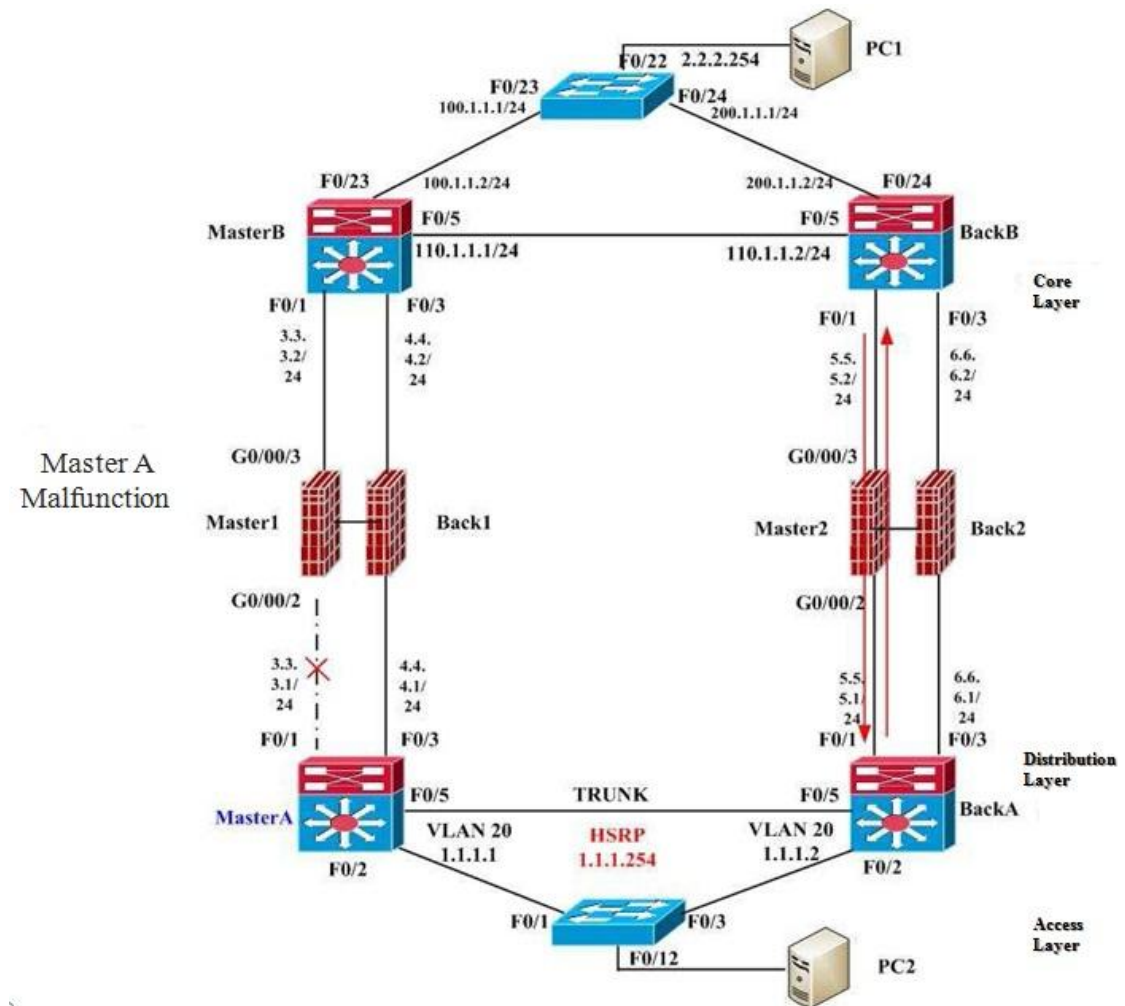 PC1
F0/22
2.2.2.254
F0/23
F0/24
100.1.1.1/24
200.1.1.1/24
F0/23
100.1.1.2/24
200.1.1.2/24
F0/24
MasterB
F0/5
F0/5
BackB
110.1.1.1/24
110.1.1.2/24
Core
Layer
F0/1
F0/3
F0/1
F0/3
3.3.
3.2/
24
4.4.
4.2/
24
5.5.
5.2/
24
6.6.
6.2/
24
Master A
Malfunction
G0/00/3
G0/00/3
Master1
Back1
Master2
Back2
G0/00/2
G0/00/2
3.3.
3.1/
24
4.4.
4.1/
24
5.5.
5.1/
24
6.6.
6.1/
24
F0/1
F0/3
F0/1
F0/3
Distribution
Layer
MasterA
F0/5
TRUNK
F0/5
BackA
VLAN 20
1.1.1.1
HSRP
1.1.1.254
VLAN 20
1.1.1.2
F0/2
F0/2
F0/1
F0/3
Access
Layer
F0/12
PC2